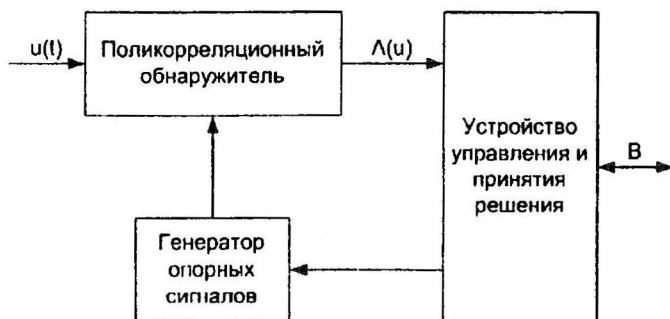 u(t)
Поликорреляционный
обнаружитель
Λ(u)
Устройство
управления и
принятия
решения
B
Генератор
опорных
сигналов